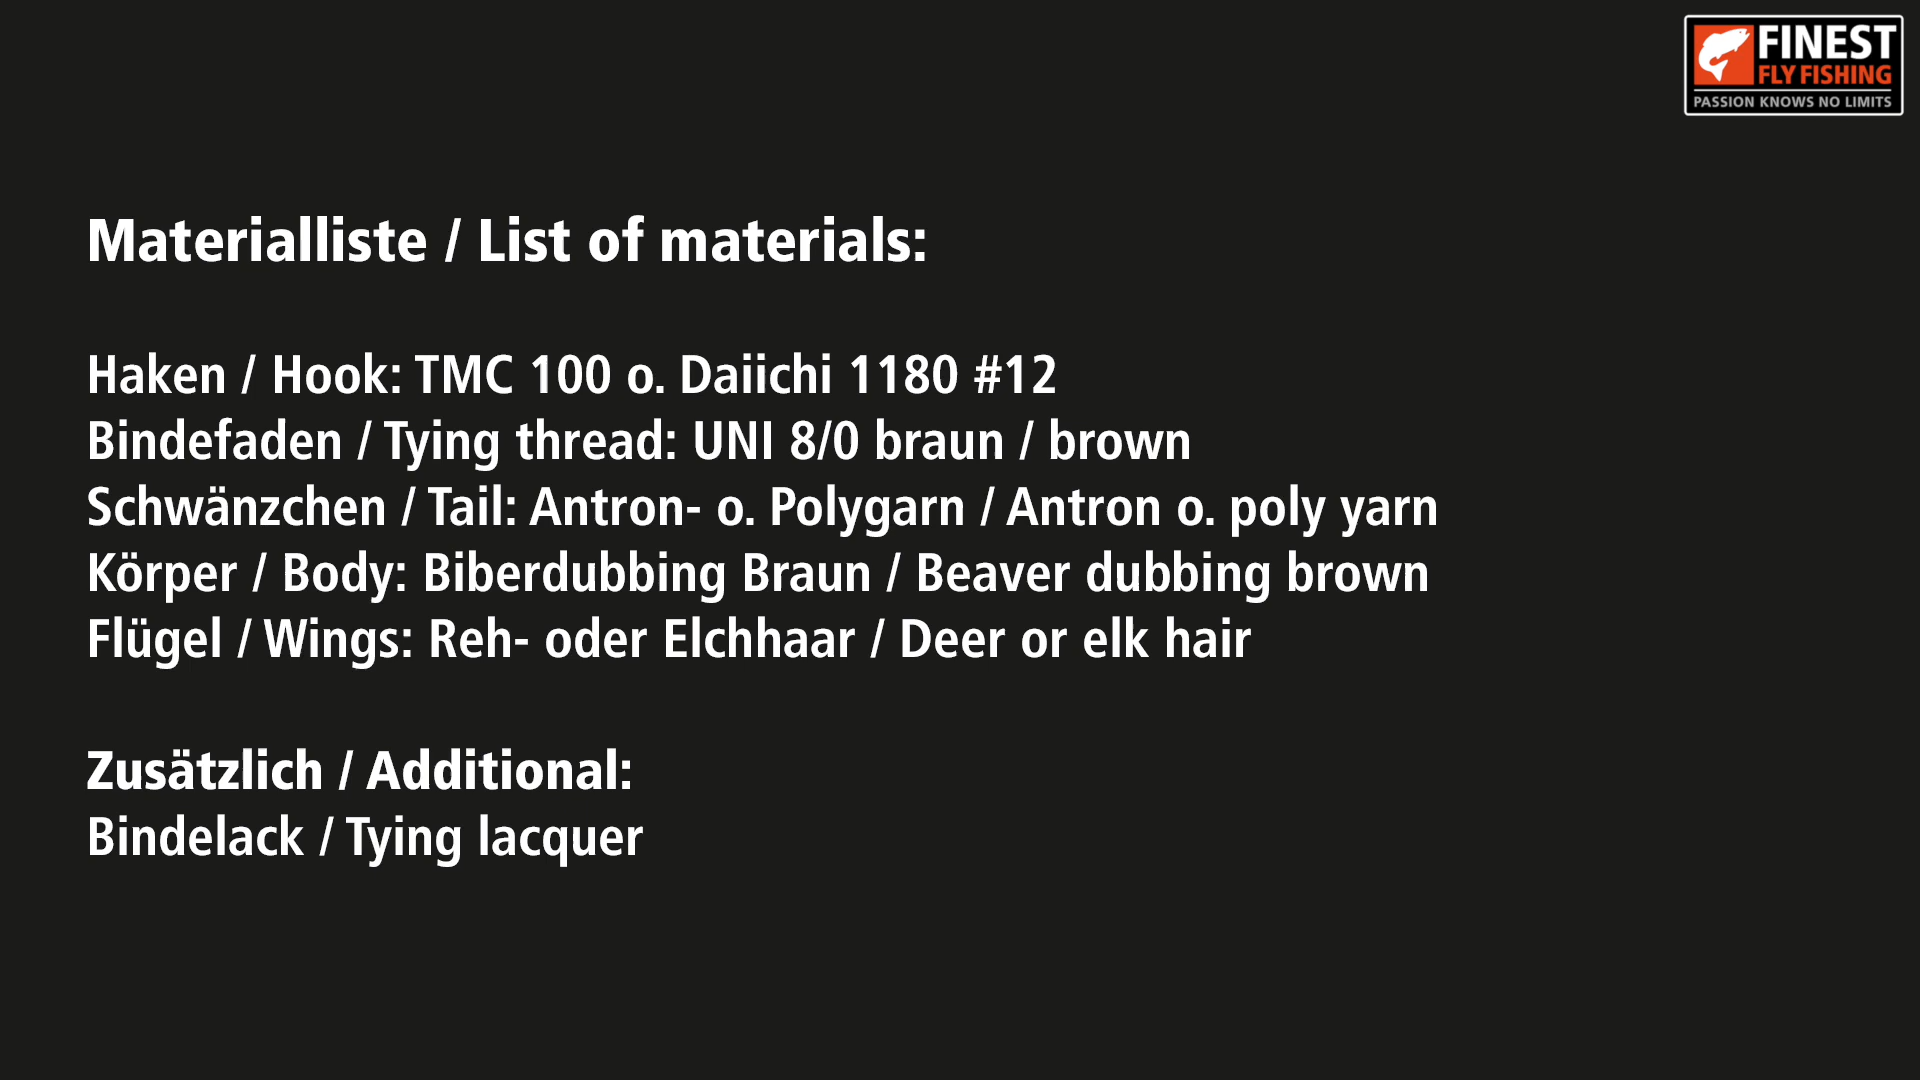 FINEST
FLY FISHING
PASSION KNOWS NO LIMITS
Materialliste / List of materials:
Haken / Hook: TMC 100 o. Daiichi 1180 #12
Bindefaden / Tying thread: UNI 8/0 braun / brown
Schwänzchen / Tail: Antron- o. Polygarn / Antron o. poly yarn
Körper / Body: Biberdubbing Braun / Beaver dubbing brown
Flügel / Wings: Reh- oder Elchhaar / Deer or elk hair
Zusätzlich / Additional:
Bindelack / Tying lacquer